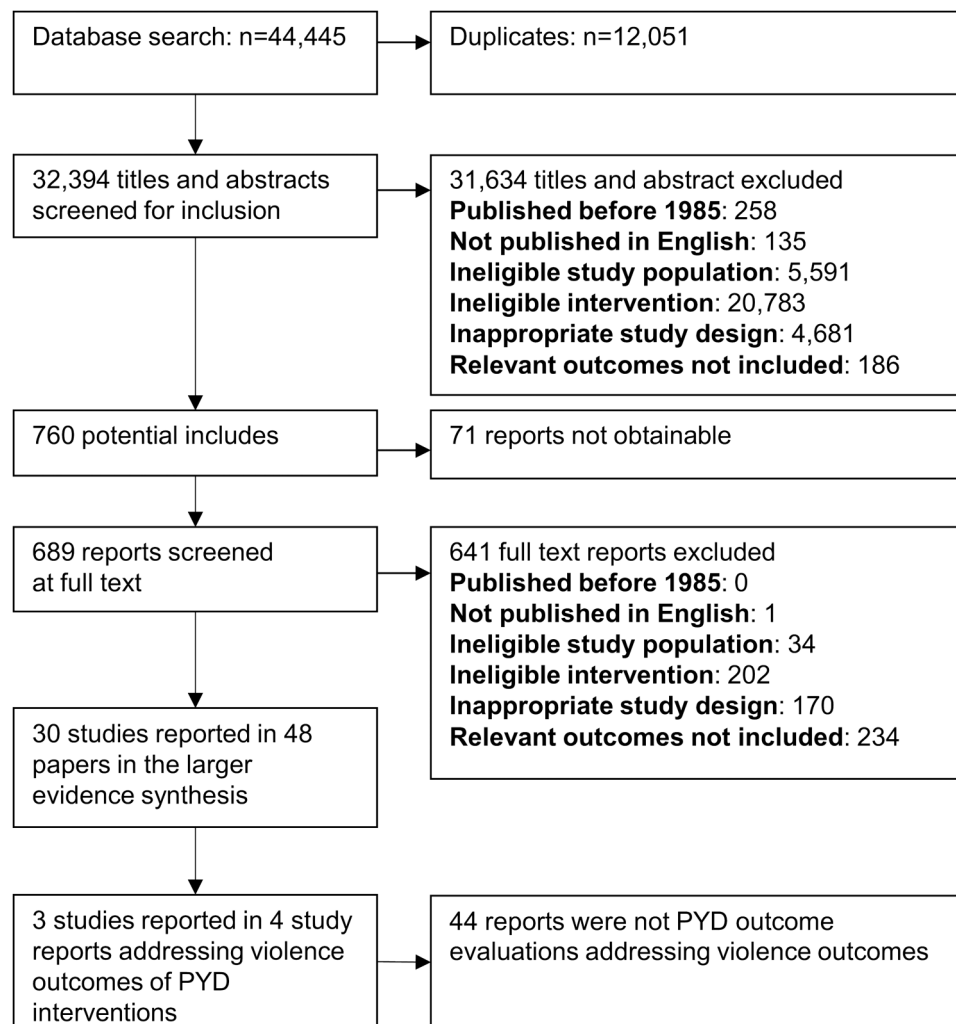 Database search: n=44,445
Duplicates: n=12,051
32,394 titles and abstracts
screened for inclusion
31,634 titles and abstract excluded
Published before 1985: 258
Not published in English: 135
Ineligible study population: 5,591
Ineligible intervention: 20,783
Inappropriate study design: 4,681
Relevant outcomes not included: 186
760 potential includes
71 reports not obtainable
689 reports screened
at full text
641 full text reports excluded
Published before 1985: 0
Not published in English: 1
Ineligible study population: 34
Ineligible intervention: 202
Inappropriate study design: 170
Relevant outcomes not included: 234
30 studies reported in 48
papers in the larger
evidence synthesis
3 studies reported in 4 study
reports addressing violence
outcomes of PYD
interventions
44 reports were not PYD outcome
evaluations addressing violence outcomes